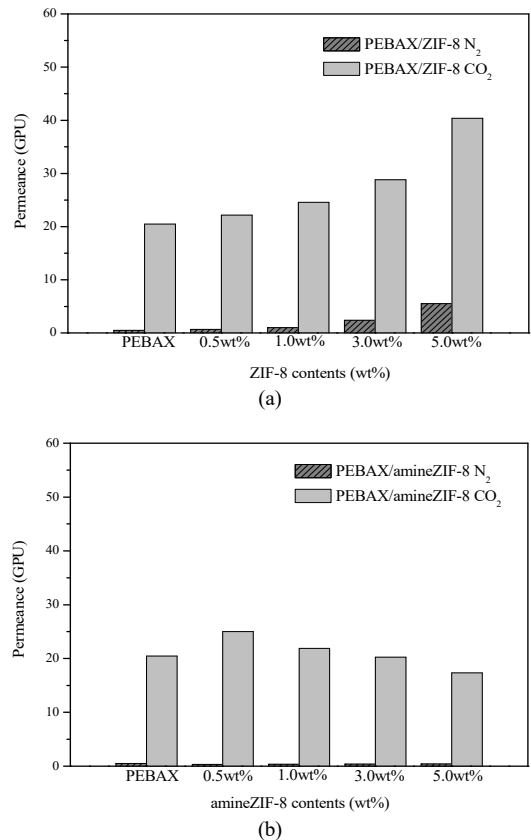 60
PEBAX/ZIF-8 N₂
PEBAX/ZIF-8 CO₂
50
40
30
20
10
0
Permeance (GPU)
PEBAX 0.5wt% 1.0wt% 3.0wt% 5.0wt%
ZIF-8 contents (wt%)
(a)
60
PEBAX/amineZIF-8 N₂
PEBAX/amineZIF-8 CO₂
50
40
30
20
10
0
Permeance (GPU)
PEBAX 0.5wt% 1.0wt% 3.0wt% 5.0wt%
amineZIF-8 contents (wt%)
(b)